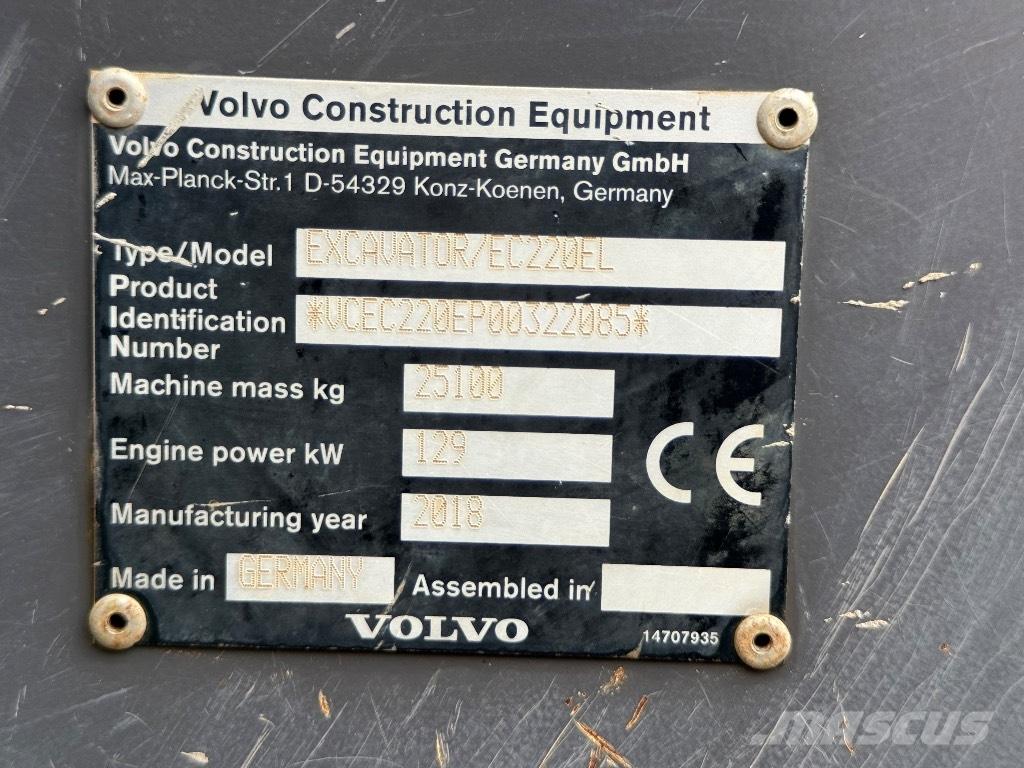 Volvo Construction Equipment
Volvo Construction Equipment Germany GmbH
Max-Planck-Str.1 D-54329 Konz-Koenen, Germany
Type/Model EXCAVATOR/EC220EL
Product
Identification *VCEC220EP00322085*
Number
Machine mass kg 25100
Engine power kW 129
CE
Manufacturing year 2018
Made in GERMANY Assembled in
VOLVO 14707935
mascus